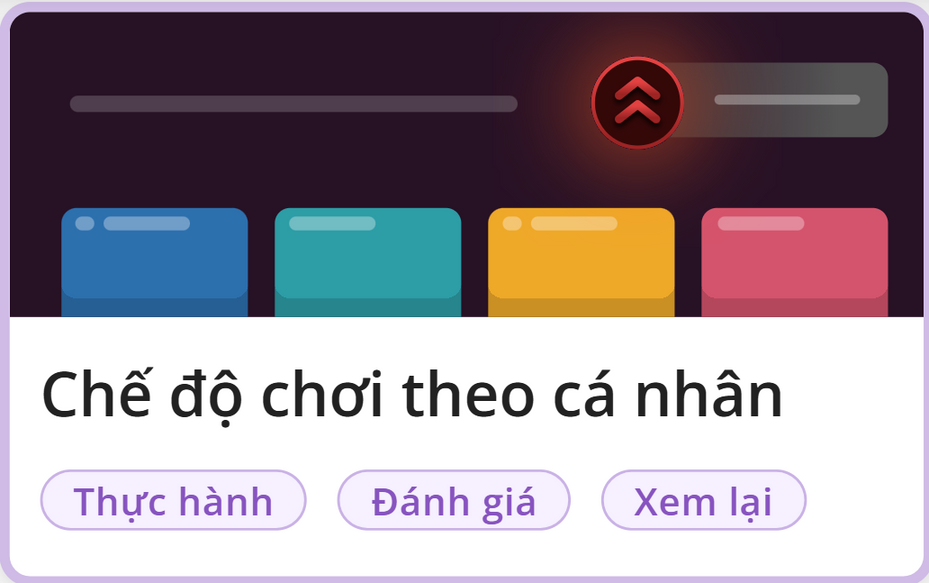 Chế độ chơi theo cá nhân
Thực hành Đánh giá Xem lại